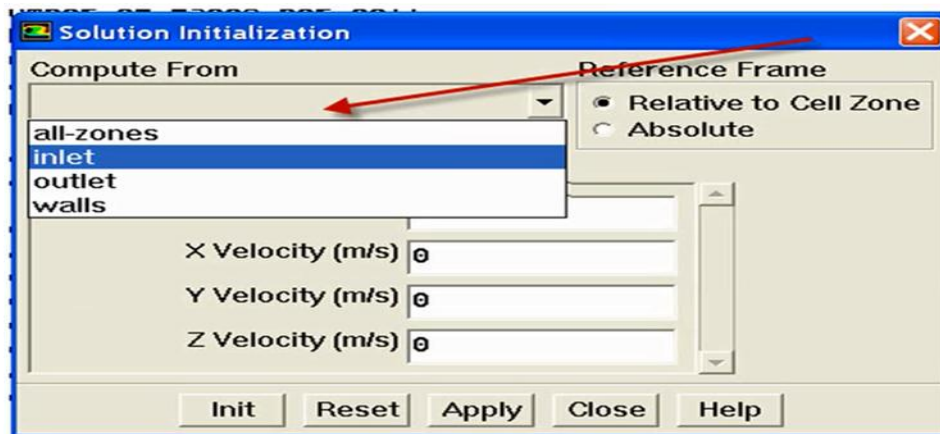 Solution Initialization
Compute From
Reference Frame
Relative to Cell Zone
Absolute
all-zones
inlet
outlet
walls
X Velocity (m/s) 0
Y Velocity (m/s) 0
Z Velocity (m/s) 0
Init Reset Apply Close Help